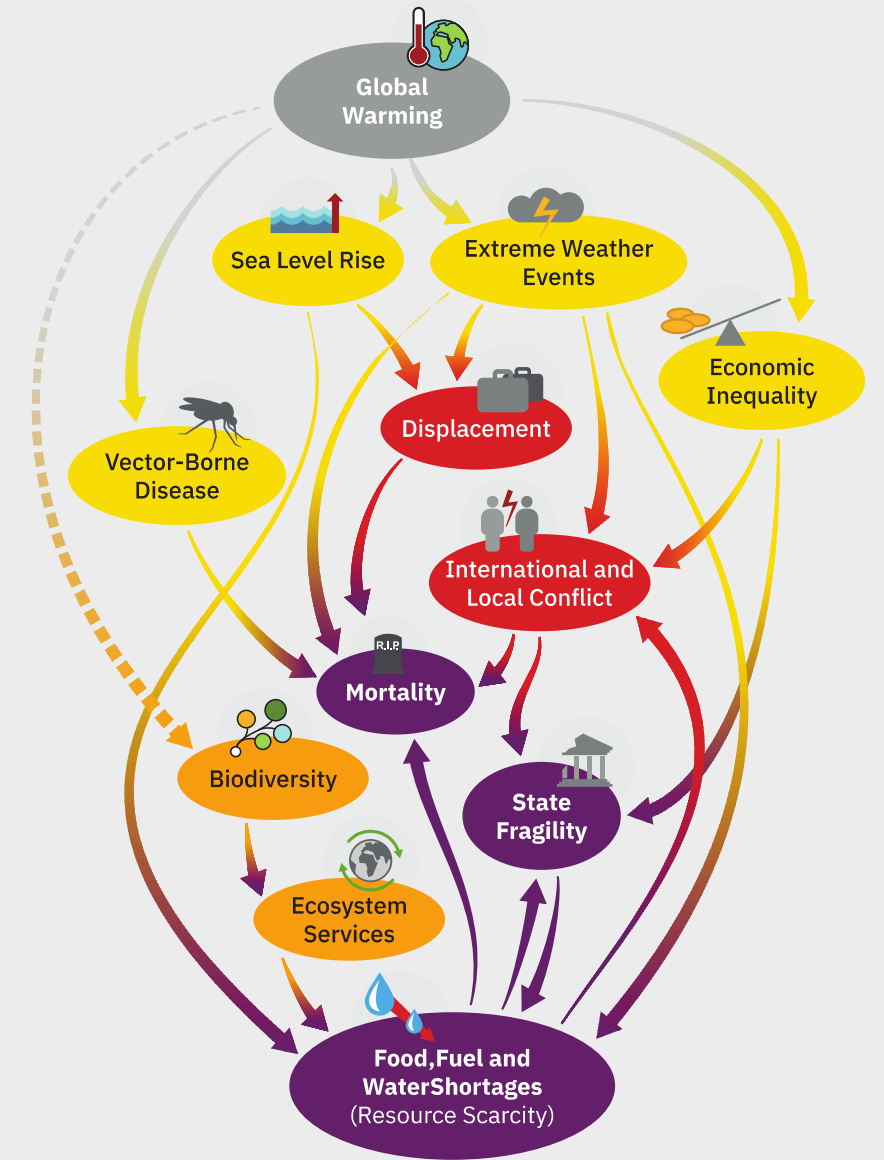 Global
Warming
Sea Level Rise
Extreme Weather
Events
Economic
Inequality
Displacement
Vector-Borne
Disease
International and
Local Conflict
R.I.P.
Mortality
Biodiversity
State
Fragility
Ecosystem
Services
Food,Fuel and
WaterShortages
(Resource Scarcity)